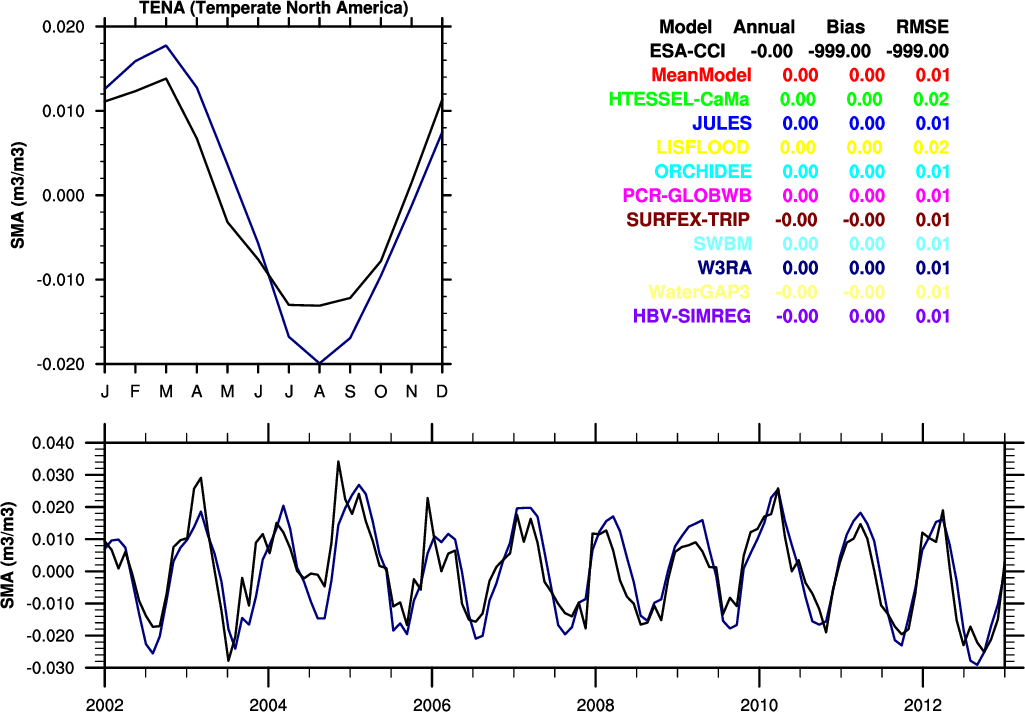 TENA (Temperate North America)
0.020
0.010
0.000
-0.010
-0.020
SMA (m3/m3)
J F M A M J J A S O N D
Model Annual Bias RMSE
ESA-CCI -0.00 -999.00 -999.00
MeanModel 0.00 0.00 0.01
HTESSEL-CaMa 0.00 0.00 0.02
JULES 0.00 0.00 0.01
LISFLOOD 0.00 0.00 0.02
ORCHIDEE 0.00 0.00 0.01
PCR-GLOBWB 0.00 0.00 0.01
SURFEX-TRIP -0.00 -0.00 0.01
SWBM 0.00 0.00 0.01
W3RA 0.00 0.00 0.01
WaterGAP3 -0.00 -0.00 0.01
HBV-SIMREG -0.00 0.00 0.01
0.040
0.030
0.020
0.010
0.000
-0.010
-0.020
-0.030
SMA (m3/m3)
2002 2004 2006 2008 2010 2012